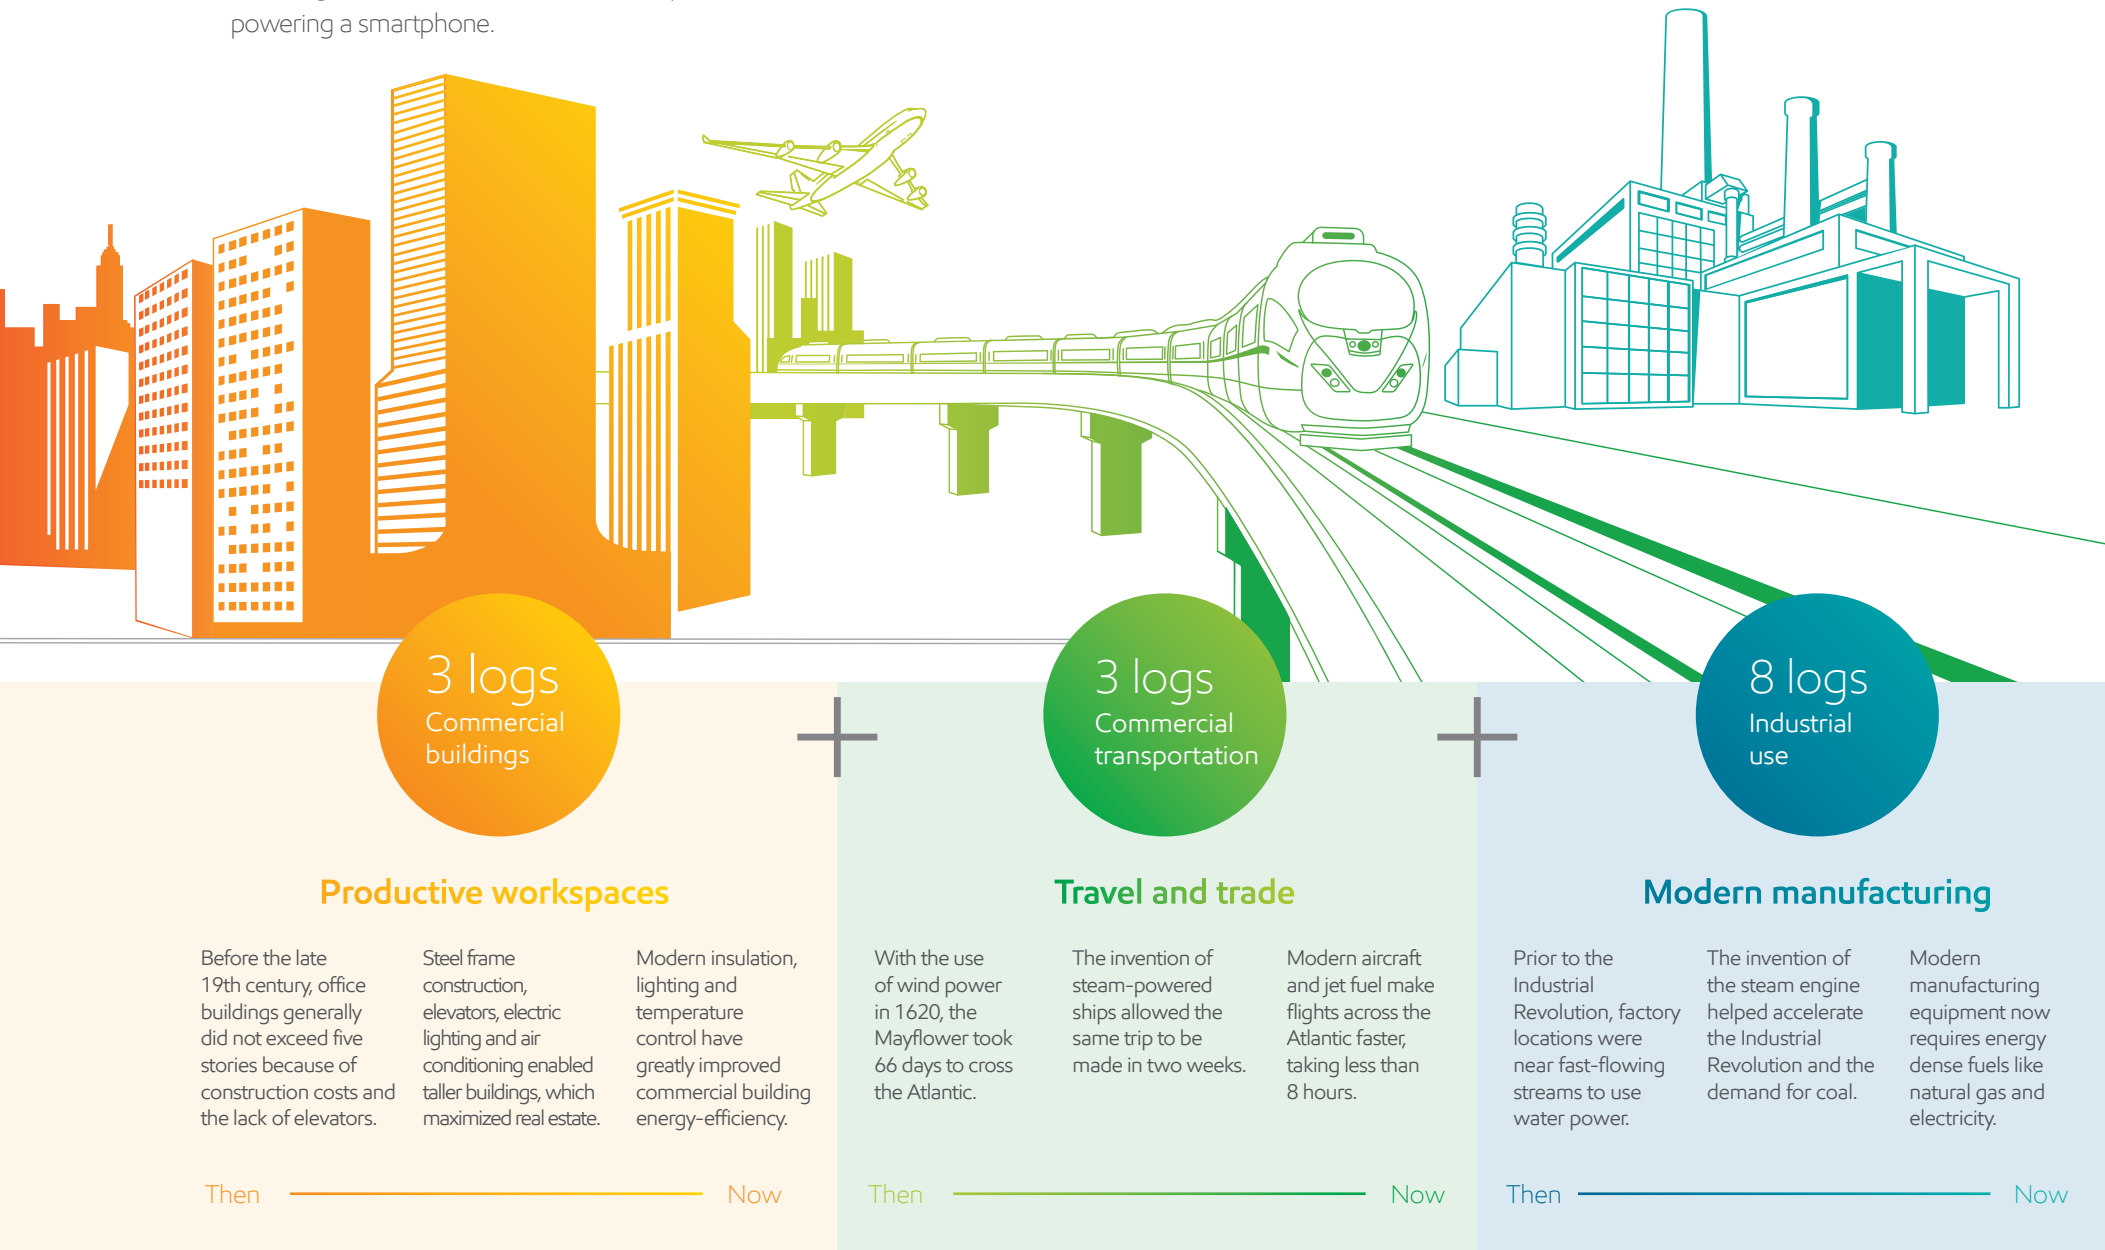 powering a smartphone.
3 logs
Commercial
buildings
3 logs
Commercial
transportation
8 logs
Industrial
use
Productive workspaces
Before the late
19th century, office
buildings generally
did not exceed five
stories because of
construction costs and
the lack of elevators.
Steel frame
construction,
elevators, electric
lighting and air
conditioning enabled
taller buildings, which
maximized real estate.
Modern insulation,
lighting and
temperature
control have
greatly improved
commercial building
energy-efficiency.
Then
Now
Travel and trade
With the use
of wind power
in 1620, the
Mayflower took
66 days to cross
the Atlantic.
The invention of
steam-powered
ships allowed the
same trip to be
made in two weeks.
Modern aircraft
and jet fuel make
flights across the
Atlantic faster,
taking less than
8 hours.
Then
Now
Modern manufacturing
Prior to the
Industrial
Revolution, factory
locations were
near fast-flowing
streams to use
water power.
The invention of
the steam engine
helped accelerate
the Industrial
Revolution and the
demand for coal.
Modern
manufacturing
equipment now
requires energy
dense fuels like
natural gas and
electricity.
Then
Now